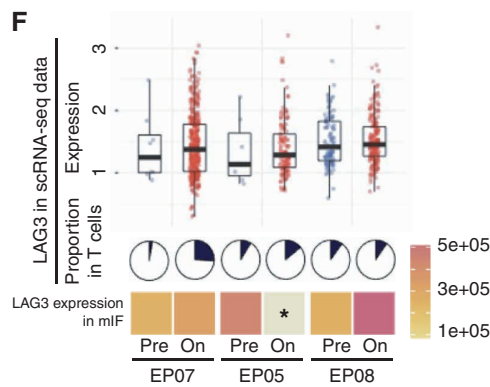 F
LAG3 in scRNA-seq data
Expression
3
2
1
Proportion
in T cells
LAG3 expression
in mIF
*
5e+05
3e+05
1e+05
Pre On Pre On Pre On
EP07 EP05 EP08